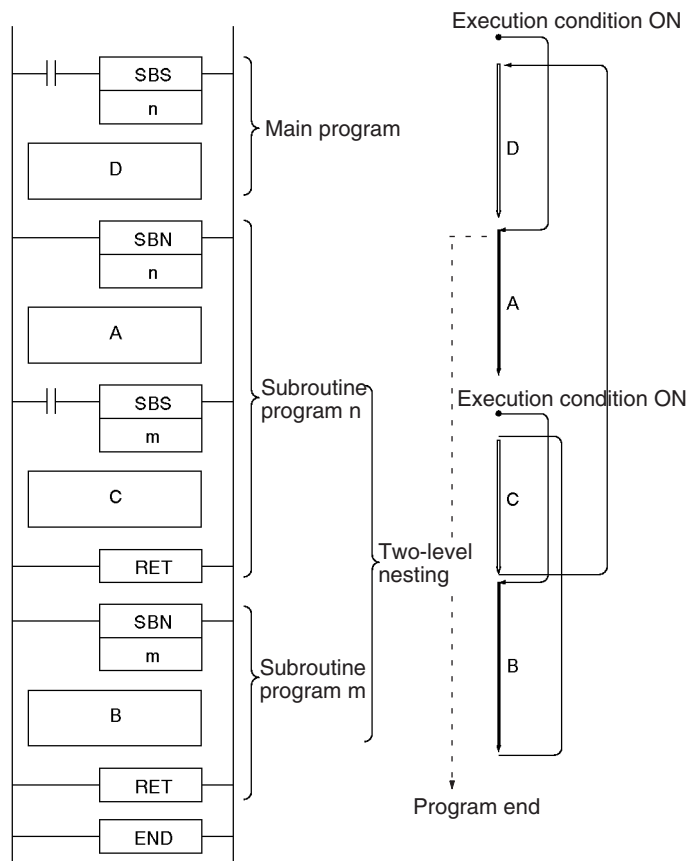 Execution condition ON
SBS
n
Main program
D
D
SBN
n
A
A
SBS
m
Subroutine
program n
Execution condition ON
C
C
RET
Two-level
nesting
SBN
m
Subroutine
program m
B
B
RET
Program end
END